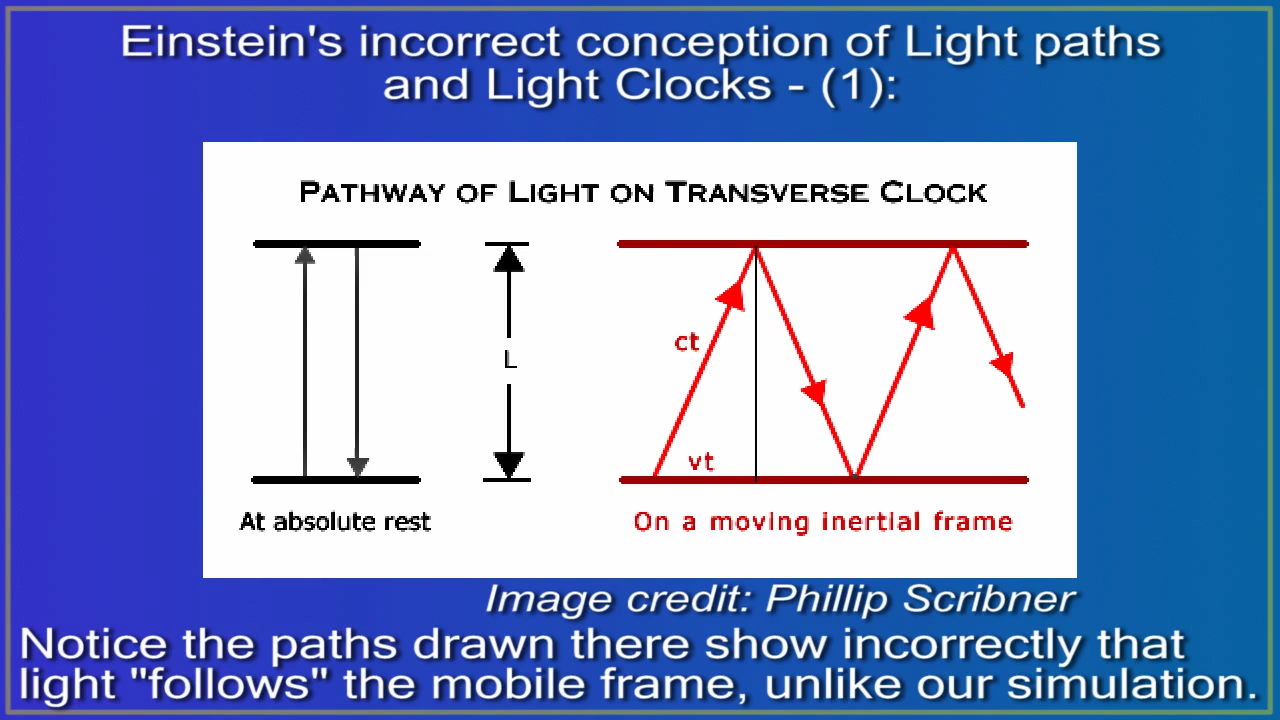 Einstein's incorrect conception of Light paths
and Light Clocks - (1):
PATHWAY OF LIGHT ON TRANSVERSE CLOCK
L
ct
vt
At absolute rest
On a moving inertial frame
Image credit: Phillip Scribner
Notice the paths drawn there show incorrectly that
light "follows" the mobile frame, unlike our simulation.